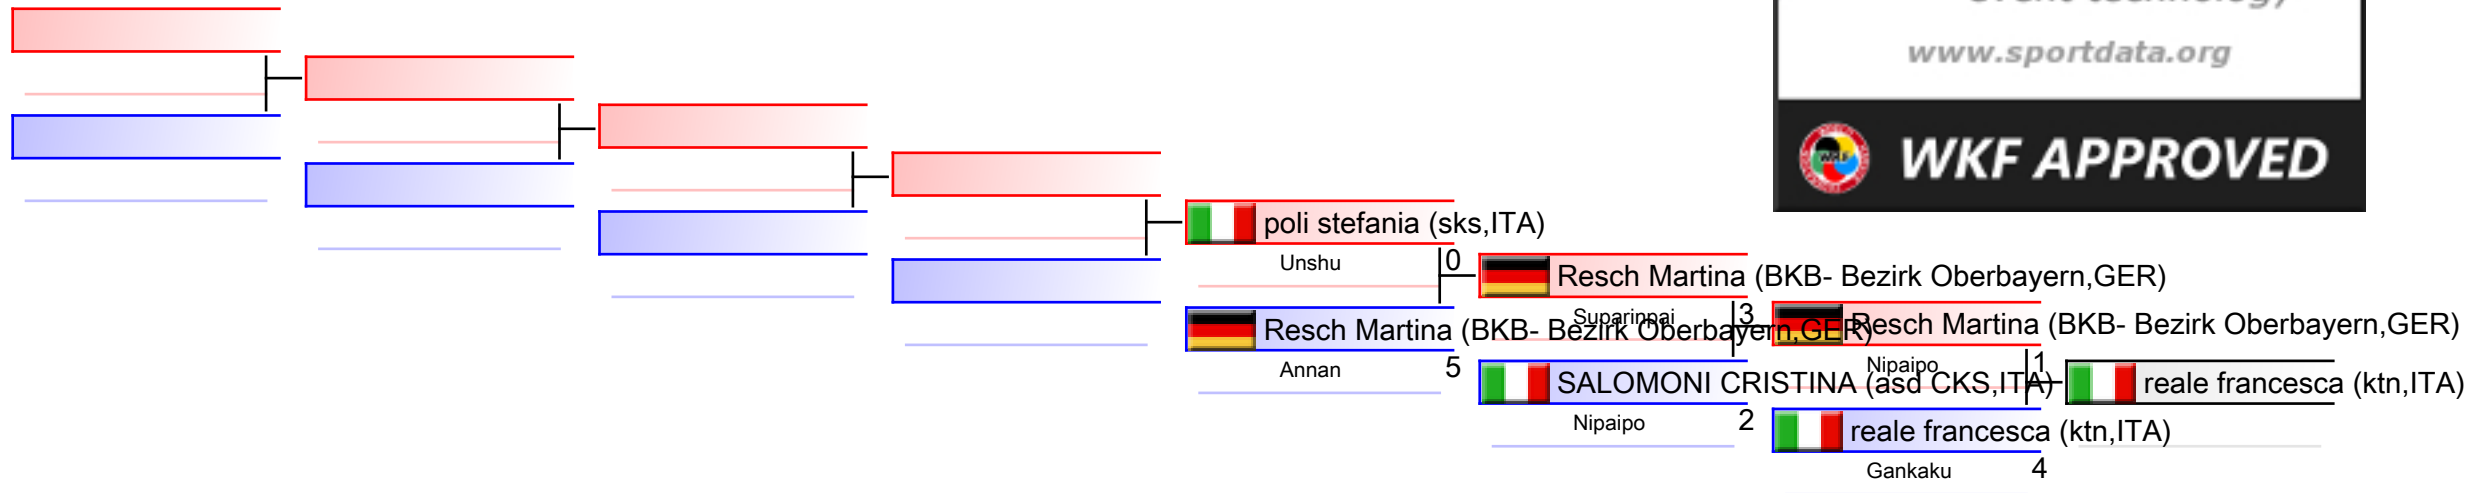 www.sportdata.org
WKF APPROVED
poli stefania (sks,ITA)
Unshu
0
Resch Martina (BKB- Bezirk Oberbayern,GER)
Suparinpai
3
Resch Martina (BKB- Bezirk Oberbayern,GER)
Annan
5
Resch Martina (BKB- Bezirk Oberbayern,GER)
Nipaipo
1
SALOMONI CRISTINA (asd CKS,ITA)
Nipaipo
2
reale francesca (ktn,ITA)
reale francesca (ktn,ITA)
Gankaku
4